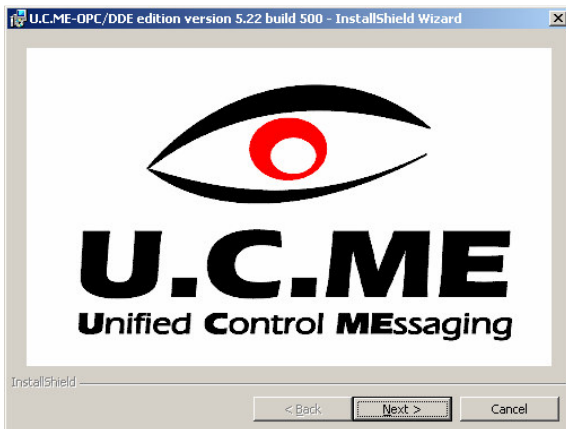 U.C.ME-OPC/DDE edition version 5.22 build 500 - InstallShield Wizard
U.C.ME
Unified Control MEssaging
InstallShield
< Back Next > Cancel